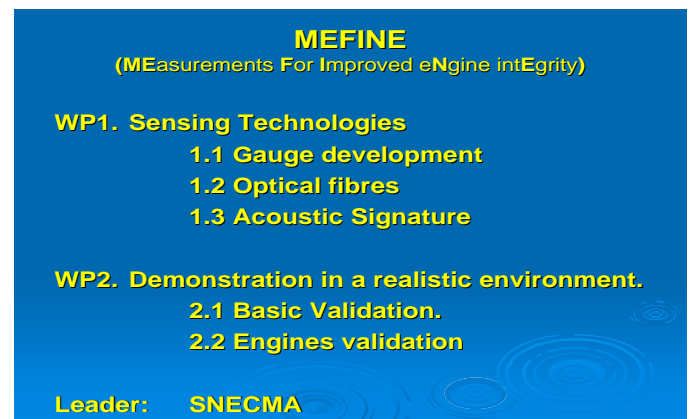 MEFINE
(MEasurements For Improved eNgine intEgrity)
WP1. Sensing Technologies
1.1 Gauge development
1.2 Optical fibres
1.3 Acoustic Signature
WP2. Demonstration in a realistic environment.
2.1 Basic Validation.
2.2 Engines validation
Leader: SNECMA